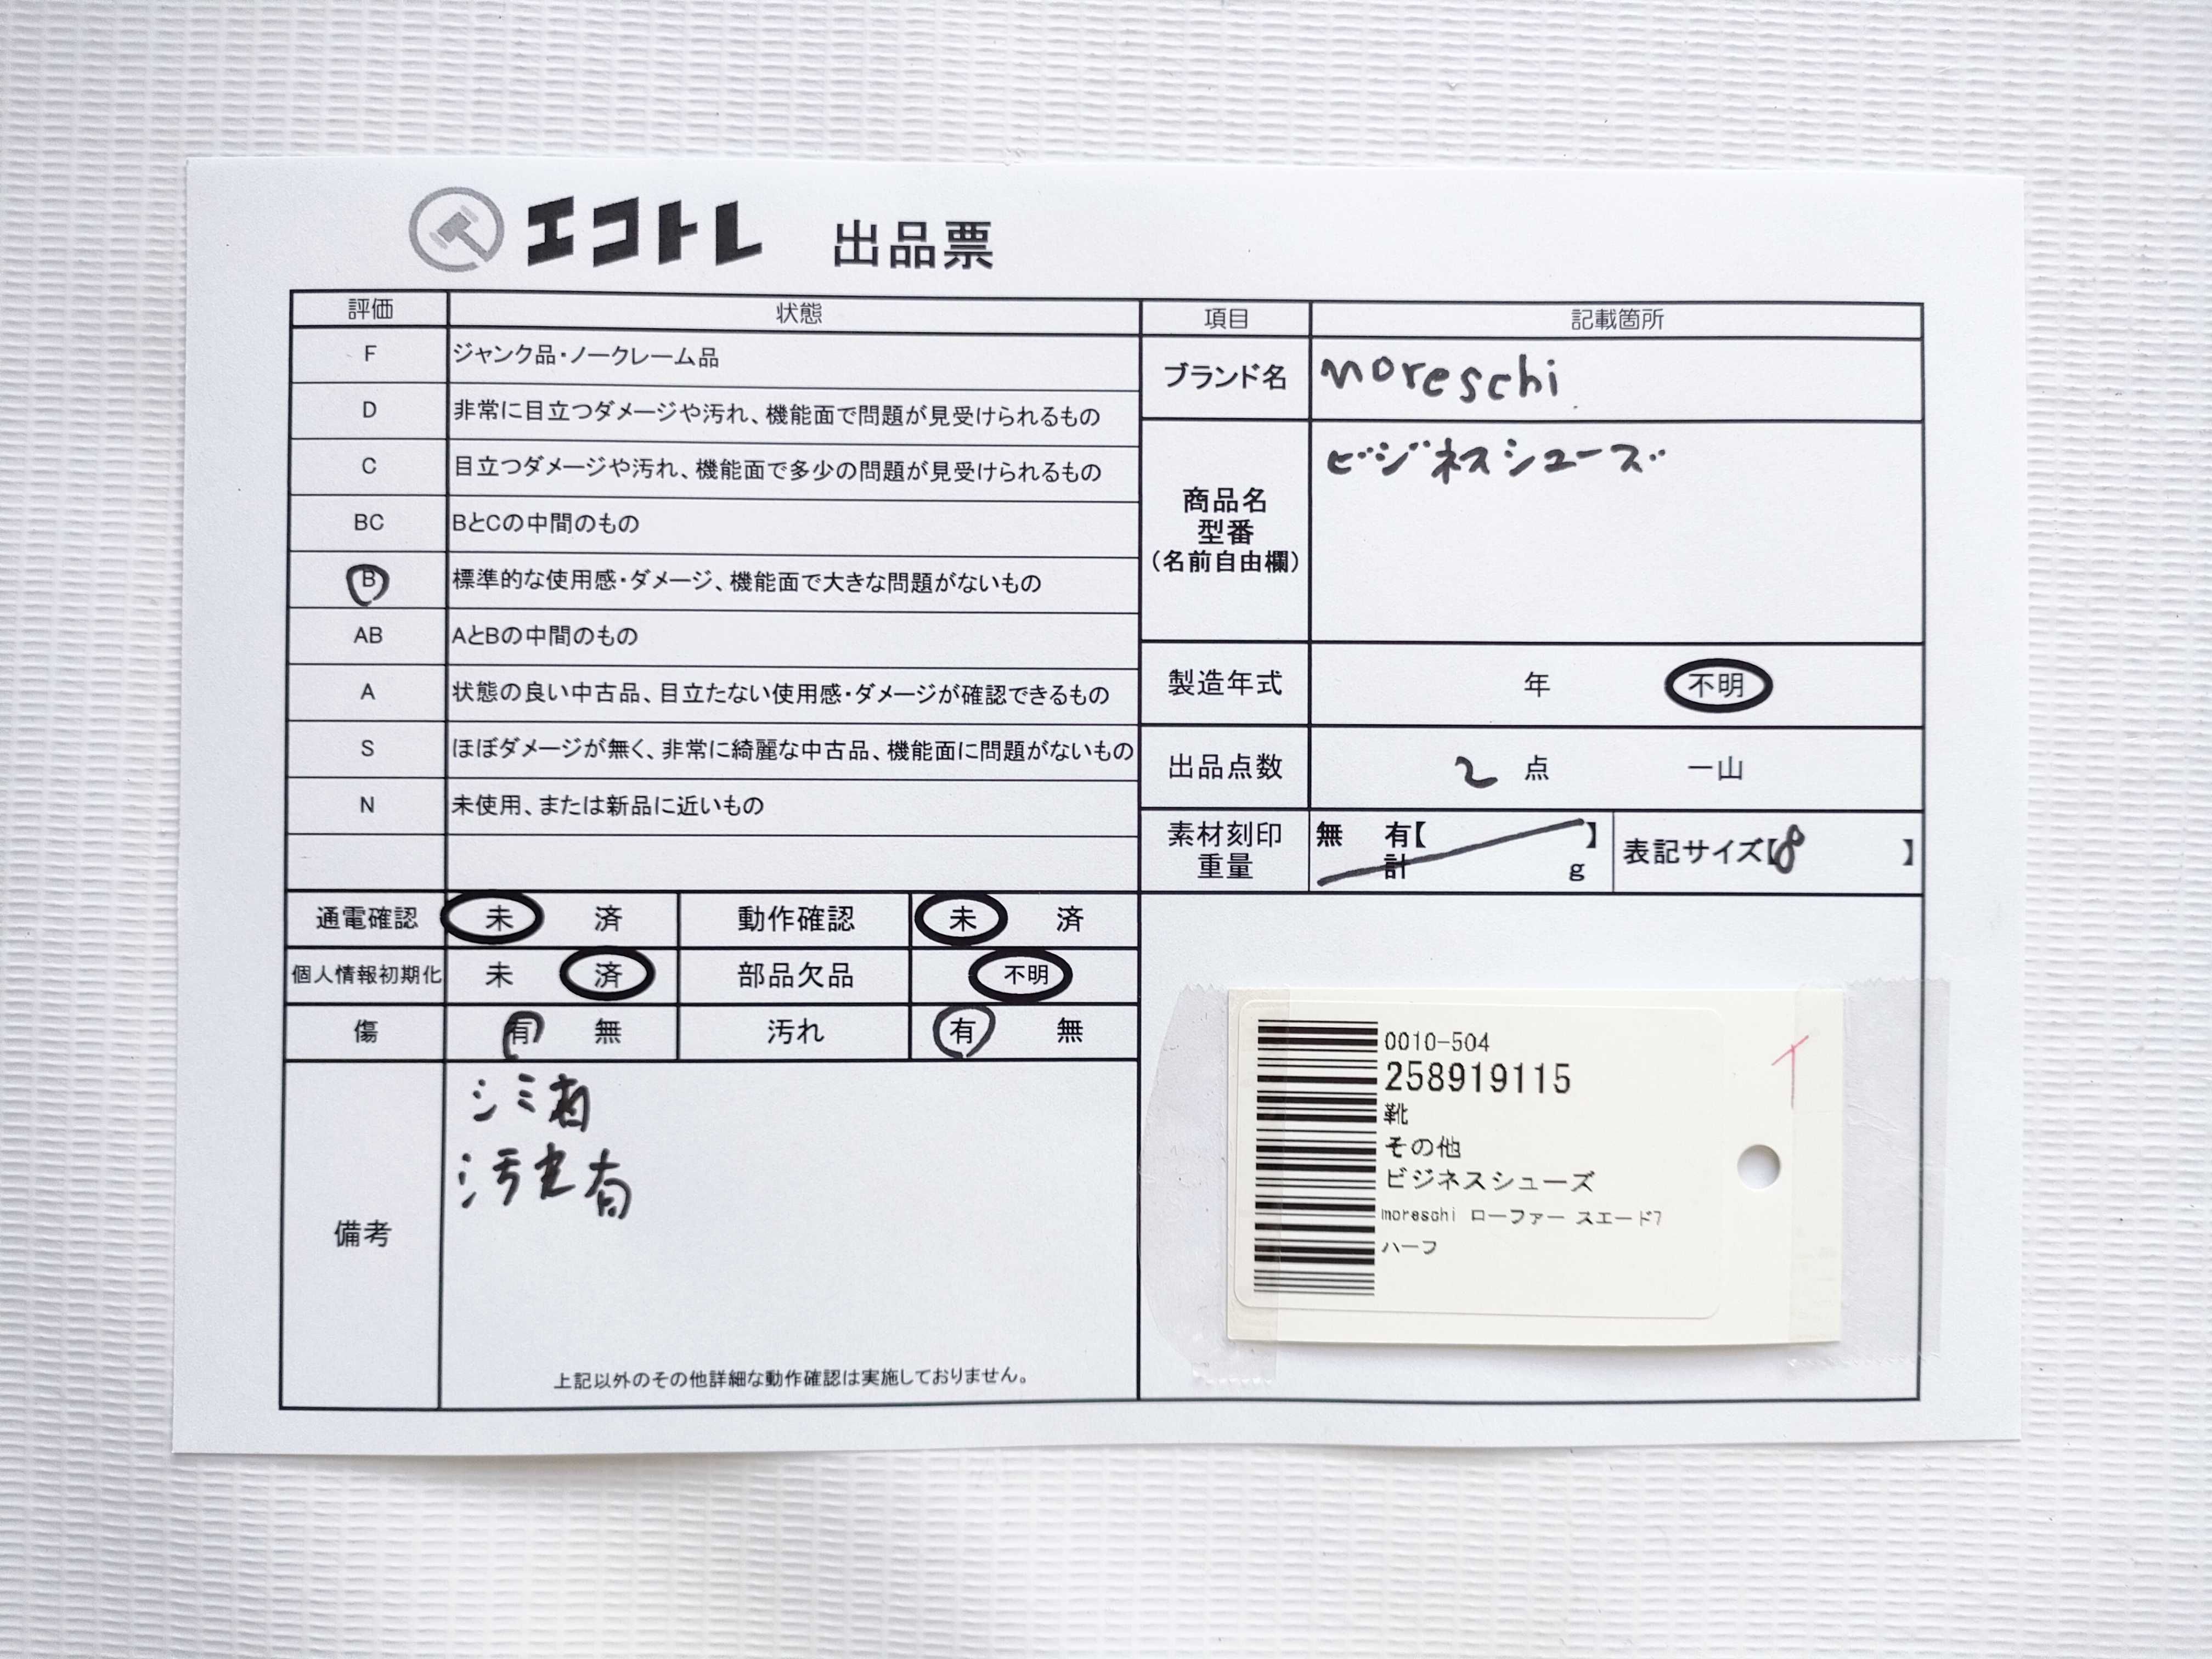 エコトレ 出品票
評価 状態
F ジャンク品・ノークレーム品
D 非常に目立つダメージや汚れ、機能面で問題が見受けられるもの
C 目立つダメージや汚れ、機能面で多少の問題が見受けられるもの
BC BとCの中間のもの
B 標準的な使用感・ダメージ、機能面で大きな問題がないもの
AB AとBの中間のもの
A 状態の良い中古品、目立たない使用感・ダメージが確認できるもの
S ほぼダメージが無く、非常に綺麗な中古品、機能面に問題がないもの
N 未使用、または新品に近いもの
通電確認 未 済 動作確認 未 済
個人情報初期化 未 済 部品欠品 不明
傷 有 無 汚れ 有 無
備考
シミ有
汚れ有
上記以外のその他詳細な動作確認は実施しておりません。
項目 記載箇所
ブランド名 moreschi
商品名
型番
（名前自由欄）
ビジネスシューズ
製造年式 年 不明
出品点数 2 点 一山
素材刻印 無 有【 】
重量 計 g
表記サイズ【8 】
0010-504
258919115
靴
その他
ビジネスシューズ
moreschi ローファー スエード7
ハーフ